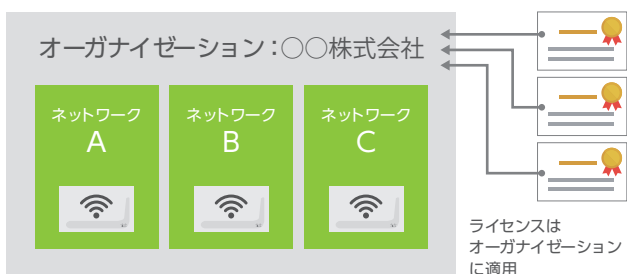 オーガナイゼーション：○○株式会社
ネットワーク
A
ネットワーク
B
ネットワーク
C
ライセンスは
オーガナイゼーション
に適用